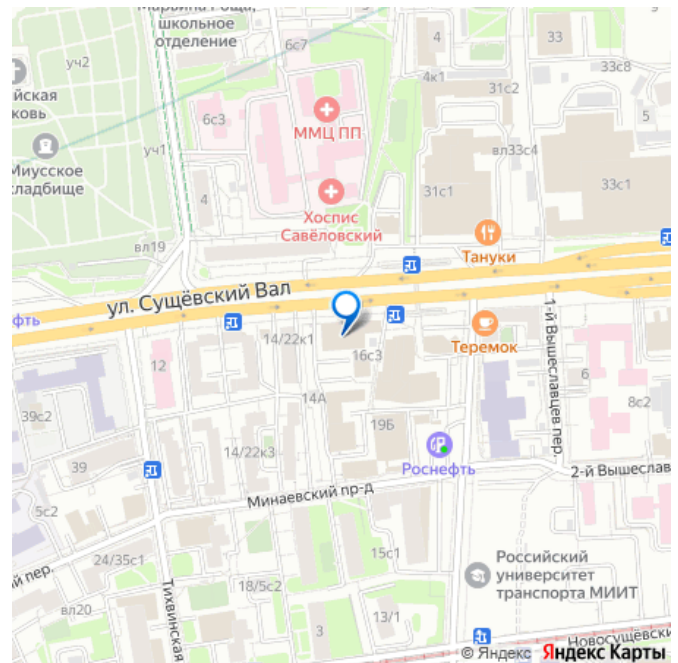 Марьина Роща,
школьное
отделение
6с7
33
33с8
9
уч2
4к1
31с2
йская
ковь
6с3
ММЦ ПП
5
вл33с4
уч1
Миусское
кладбище
4
31с1
33с1
Хоспис
Савёловский
вл19
Тануки
ул. Сущёвский Вал
фть
14/22к1
16с3
Теремок
1-й Вышеславцев пер.
12
6
14А
8с2
39с2
19Б
14/22к3
39
Роснефть
2-й Вышеслав
5с2
Минаевский пр-д
24/35с1
15с1
Российский
университет
транспорта МИИТ
ий пер.
18/5с2
вл20
Тихвинская
13/1
3
Новосущёвски
© Яндекс Яндекс Карты